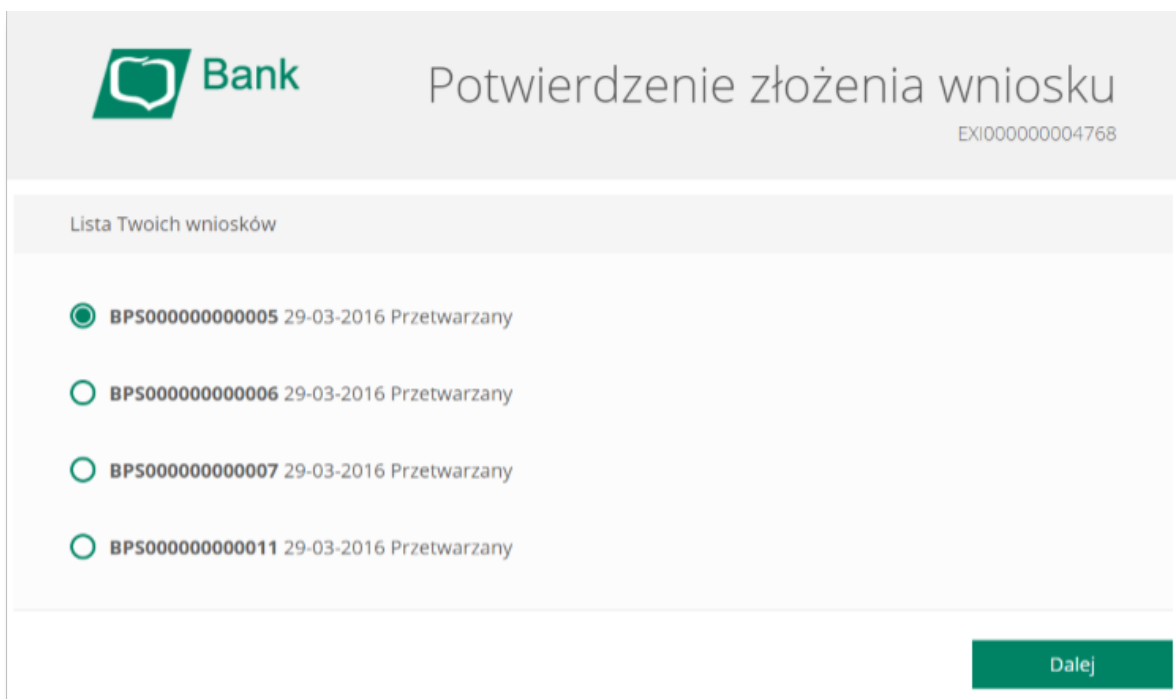 Bank
Potwierdzenie złożenia wniosku
EXI000000004768
Lista Twoich wniosków
BPS000000000005 29-03-2016 Przetwarzany
BPS000000000006 29-03-2016 Przetwarzany
BPS000000000007 29-03-2016 Przetwarzany
BPS000000000011 29-03-2016 Przetwarzany
Dalej